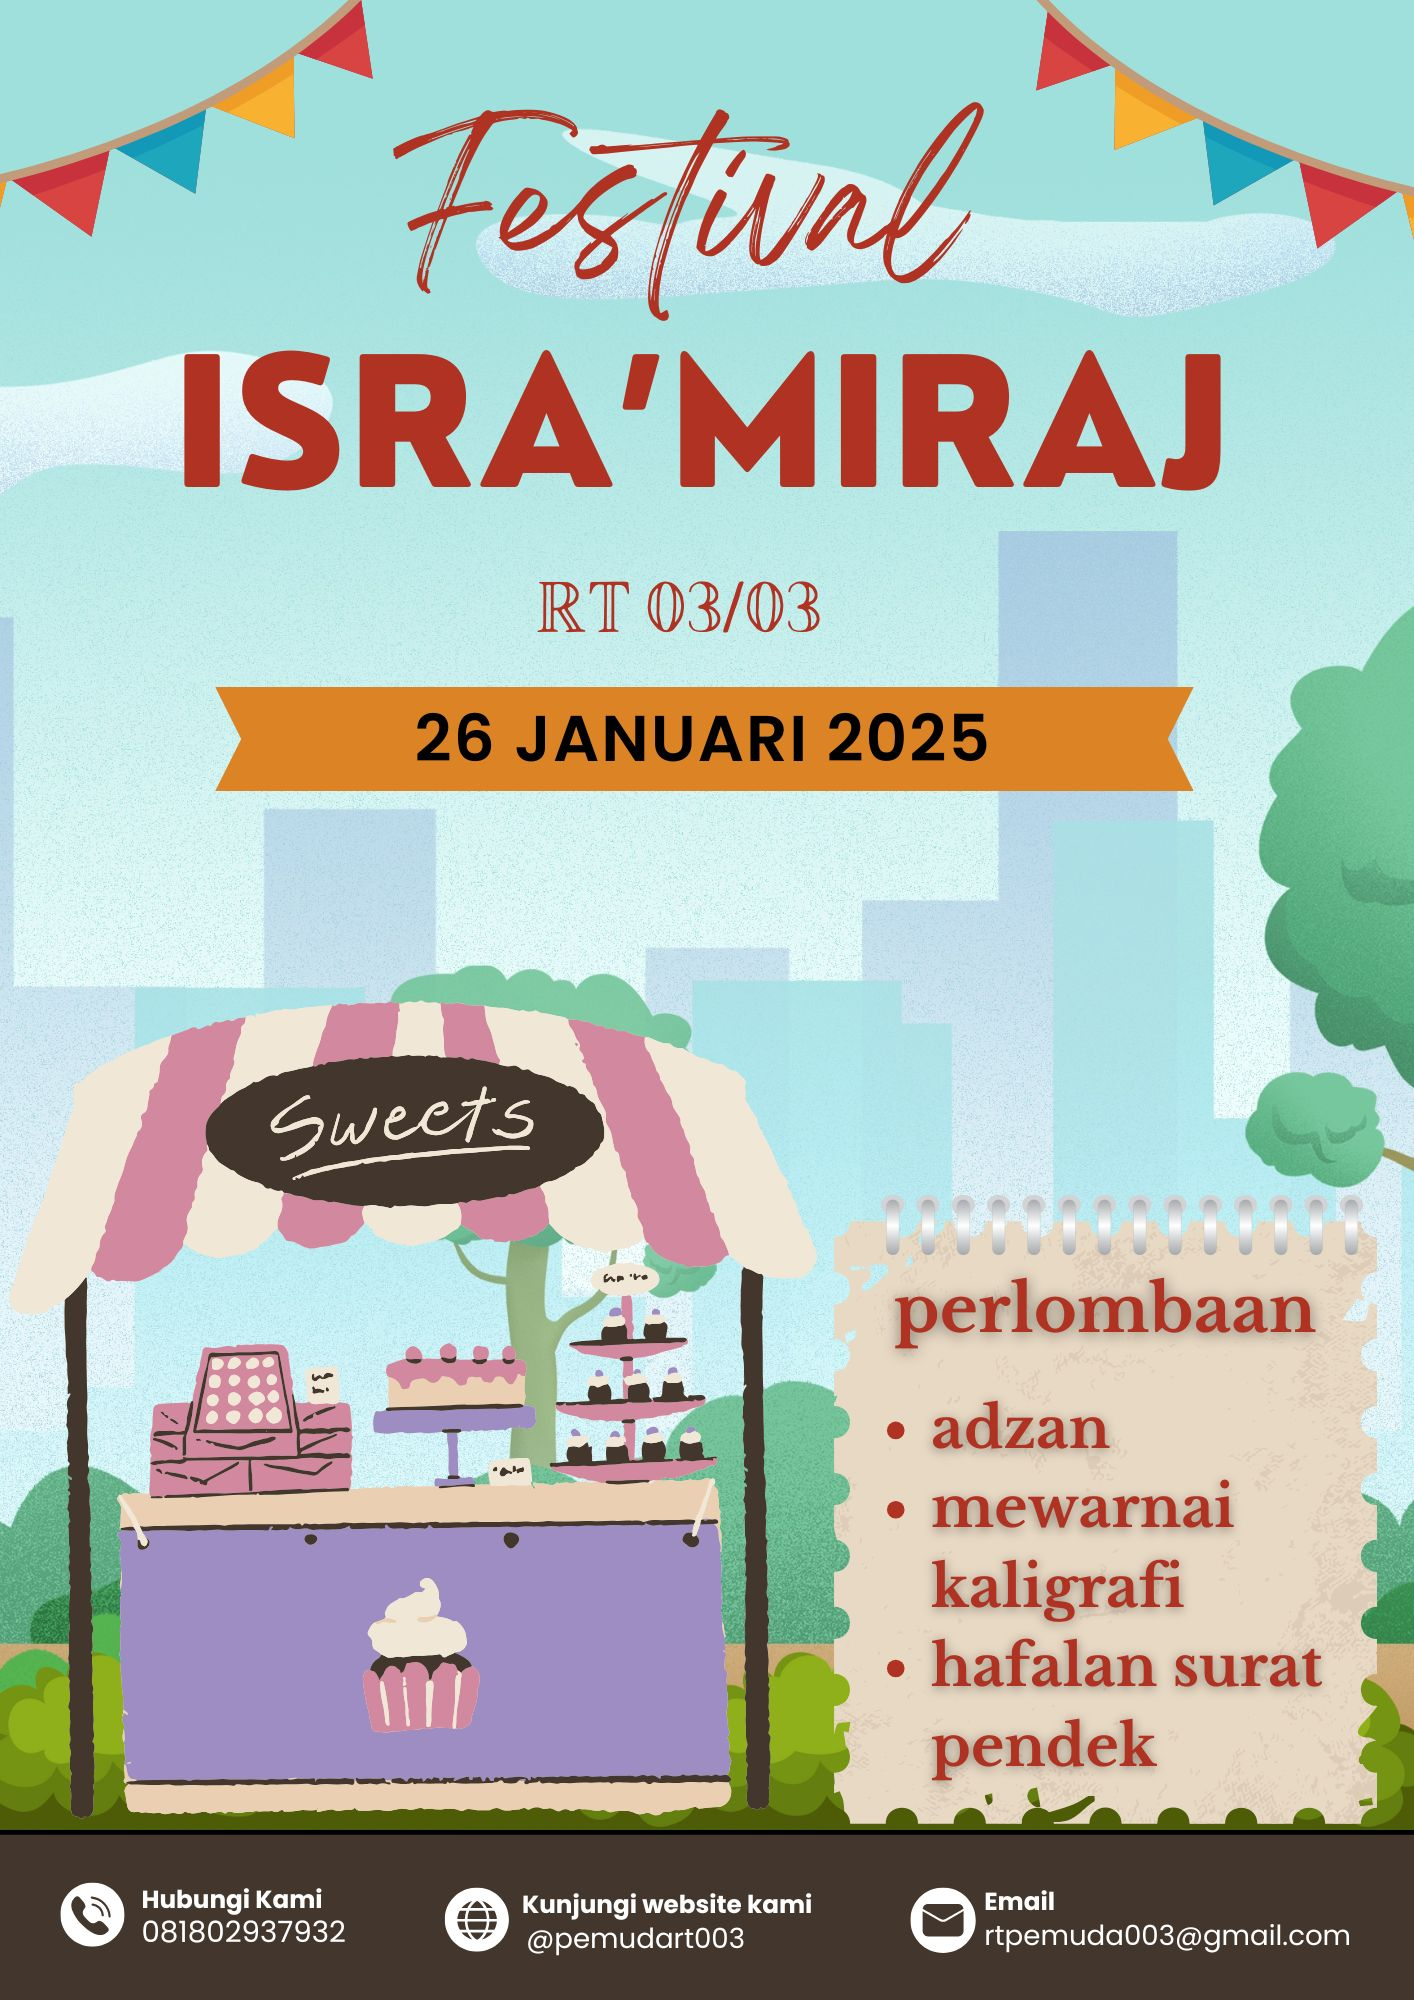 Festival
ISRA'MIRAJ
RT 03/03
26 JANUARI 2025
Sweets
perlombaan
• adzan
• mewarnai
kaligrafi
• hafalan surat
pendek
Hubungi Kami
081802937932
Kunjungi website kami
@pemudart003
Email
rtpemuda003@gmail.com